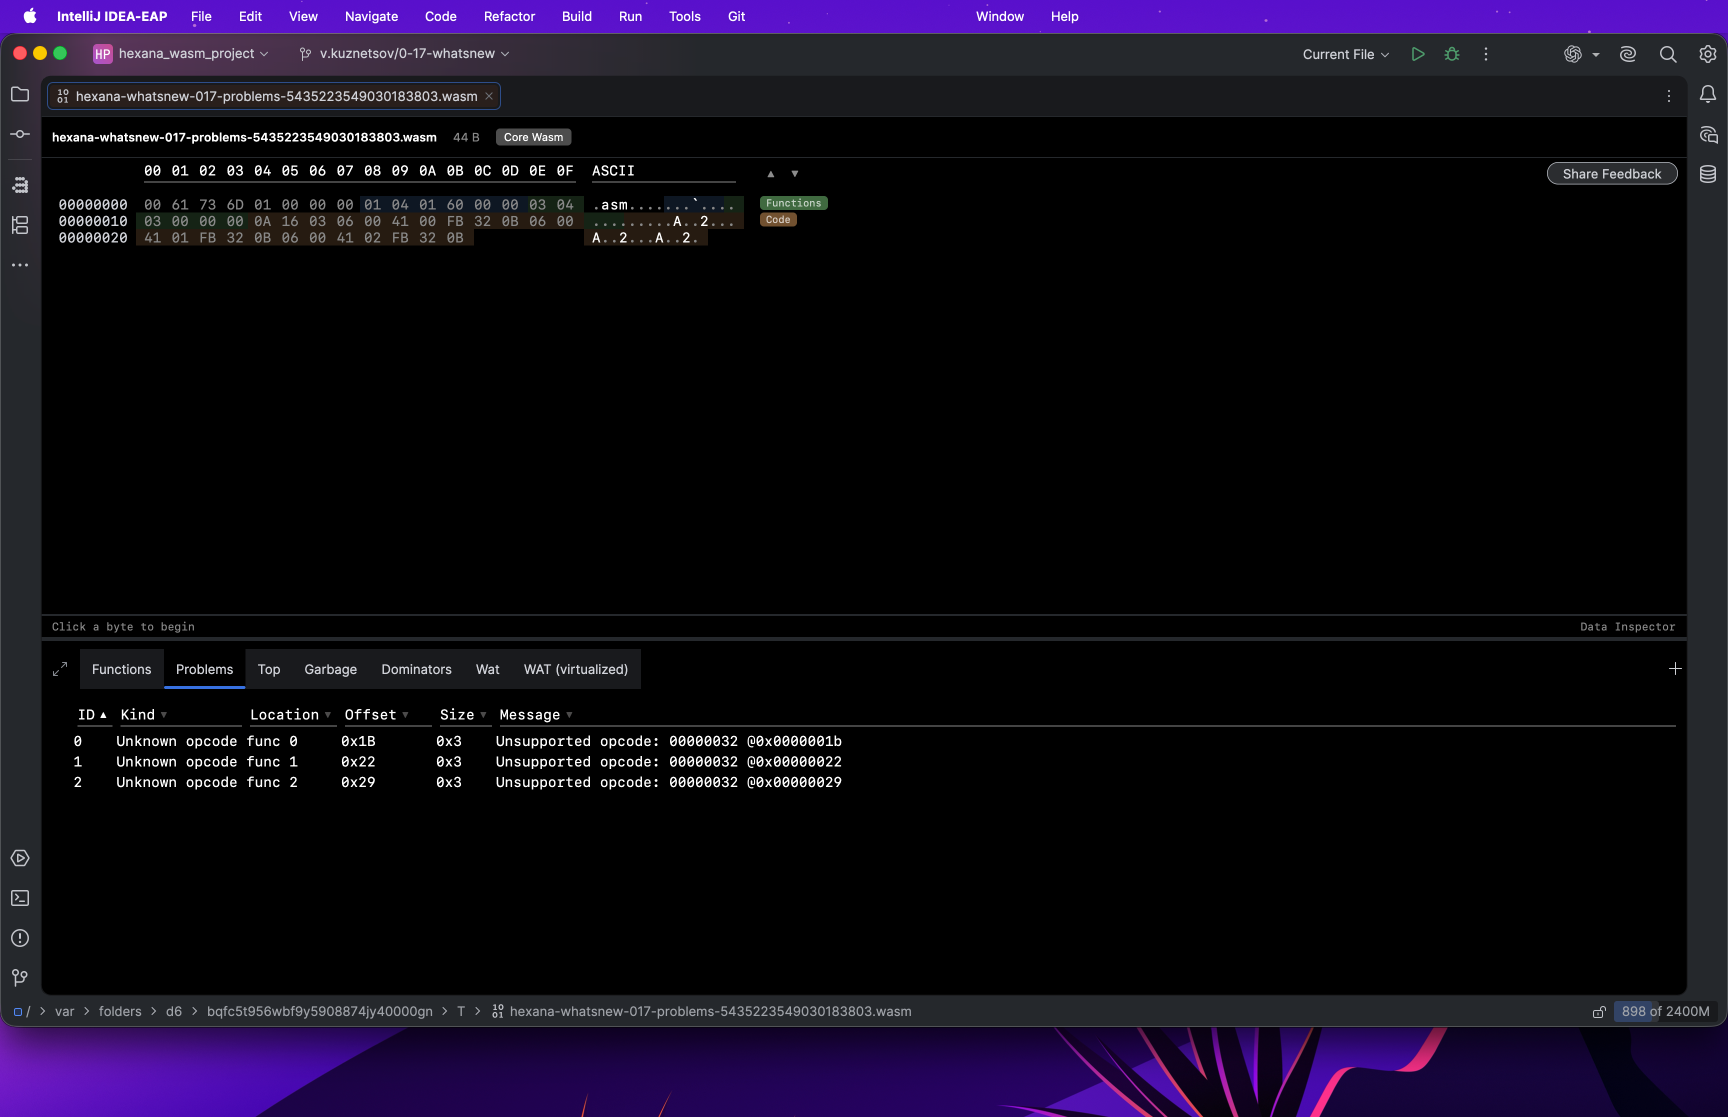 IntelliJ IDEA-EAP File Edit View Navigate Code Refactor Build Run Tools Git Window Help
HP hexana_wasm_project v.kuznetsov/0-17-whatsnew Current File
hexana-whatsnew-017-problems-5435223549030183803.wasm
hexana-whatsnew-017-problems-5435223549030183803.wasm 44 B Core Wasm
00 01 02 03 04 05 06 07 08 09 0A 0B 0C 0D 0E 0F ASCII
Share Feedback
00000000 00 61 73 6D 01 00 00 00 01 04 01 60 00 00 03 04 .asm.......`.... Functions
00000010 03 00 00 00 0A 16 03 06 00 41 00 FB 32 0B 06 00 .........A..2... Code
00000020 41 01 FB 32 0B 06 00 41 02 FB 32 0B A..2...A..2.
Click a byte to begin Data Inspector
Functions Problems Top Garbage Dominators Wat WAT (virtualized)
ID Kind Location Offset Size Message
0 Unknown opcode func 0 0x1B 0x3 Unsupported opcode: 00000032 @0x0000001b
1 Unknown opcode func 1 0x22 0x3 Unsupported opcode: 00000032 @0x00000022
2 Unknown opcode func 2 0x29 0x3 Unsupported opcode: 00000032 @0x00000029
/ > var > folders > d6 > bqfc5t956wbf9y5908874jy40000gn > T > hexana-whatsnew-017-problems-5435223549030183803.wasm 898 of 2400M